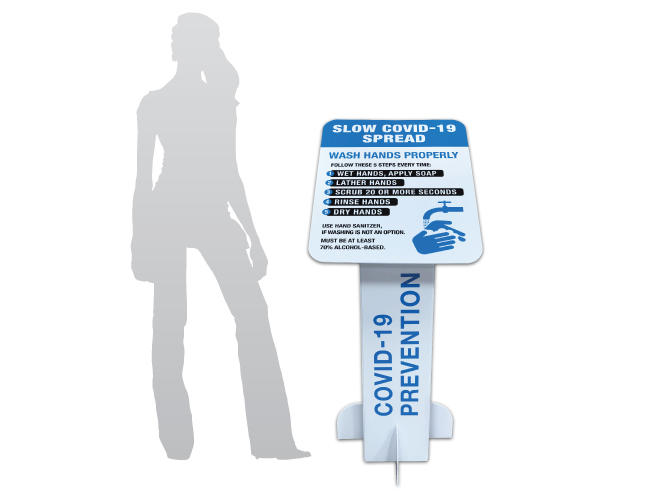 SLOW COVID-19
SPREAD
WASH HANDS PROPERLY
FOLLOW THESE 5 STEPS EVERY TIME:
1 WET HANDS, APPLY SOAP
2 LATHER HANDS
3 SCRUB 20 OR MORE SECONDS
4 RINSE HANDS
5 DRY HANDS
USE HAND SANITIZER,
IF WASHING IS NOT AN OPTION.
MUST BE AT LEAST
70% ALCOHOL-BASED.
COVID-19
PREVENTION